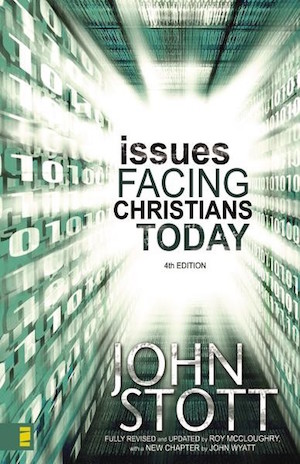 issues
FACING
CHRISTIANS
TODAY
4th EDITION
JOHN
STOTT
FULLY REVISED and UPDATED by ROY McCLOUGHRY,
with a NEW CHAPTER by JOHN WYATT